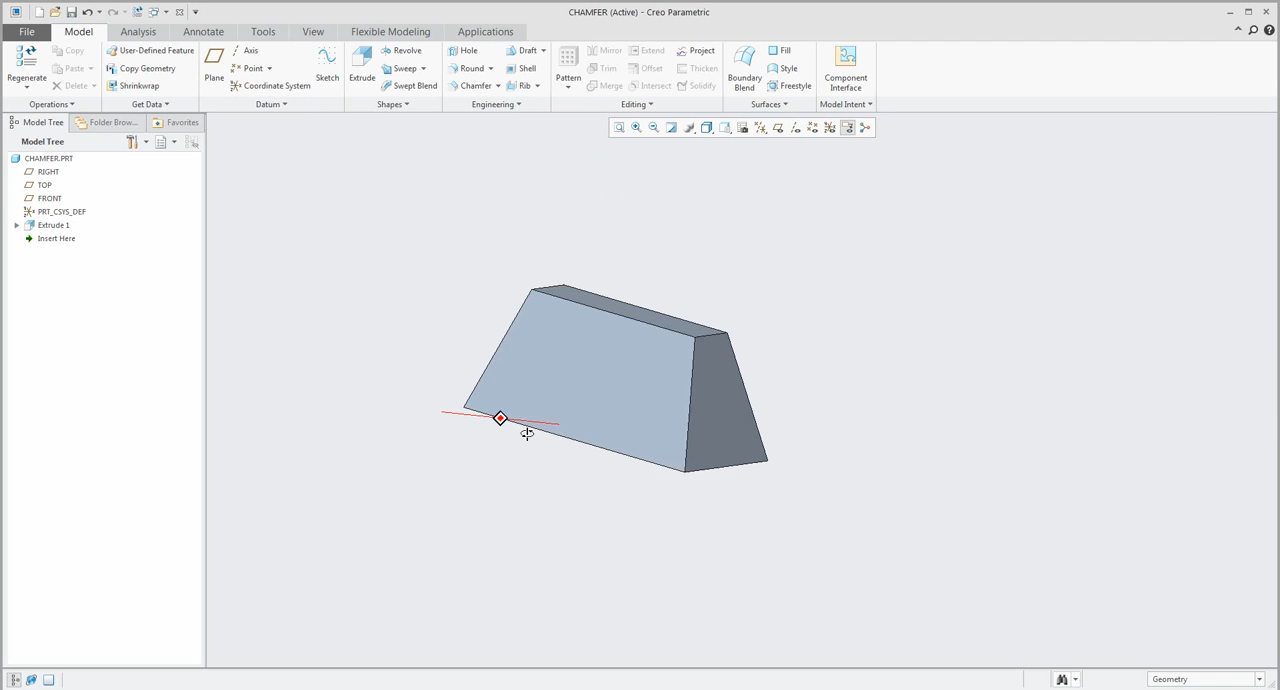 CHAMFER (Active) - Creo Parametric
File Model Analysis Annotate Tools View Flexible Modeling Applications
Copy User-Defined Feature Axis Revolve Hole Draft Mirror Extend Project Fill
Paste Copy Geometry Point Sweep Round Shell Trim Offset Thicken Style
Regenerate Plane Sketch Extrude Pattern Boundary Blend Component Interface
Delete Shrinkwrap Coordinate System Swept Blend Chamfer Rib Merge Intersect Solidify Freestyle
Operations Get Data Datum Shapes Engineering Editing Surfaces Model Intent
Model Tree Folder Brow... Favorites
Model Tree
CHAMFER.PRT
RIGHT
TOP
FRONT
PRT_CSYS_DEF
Extrude 1
Insert Here
Geometry